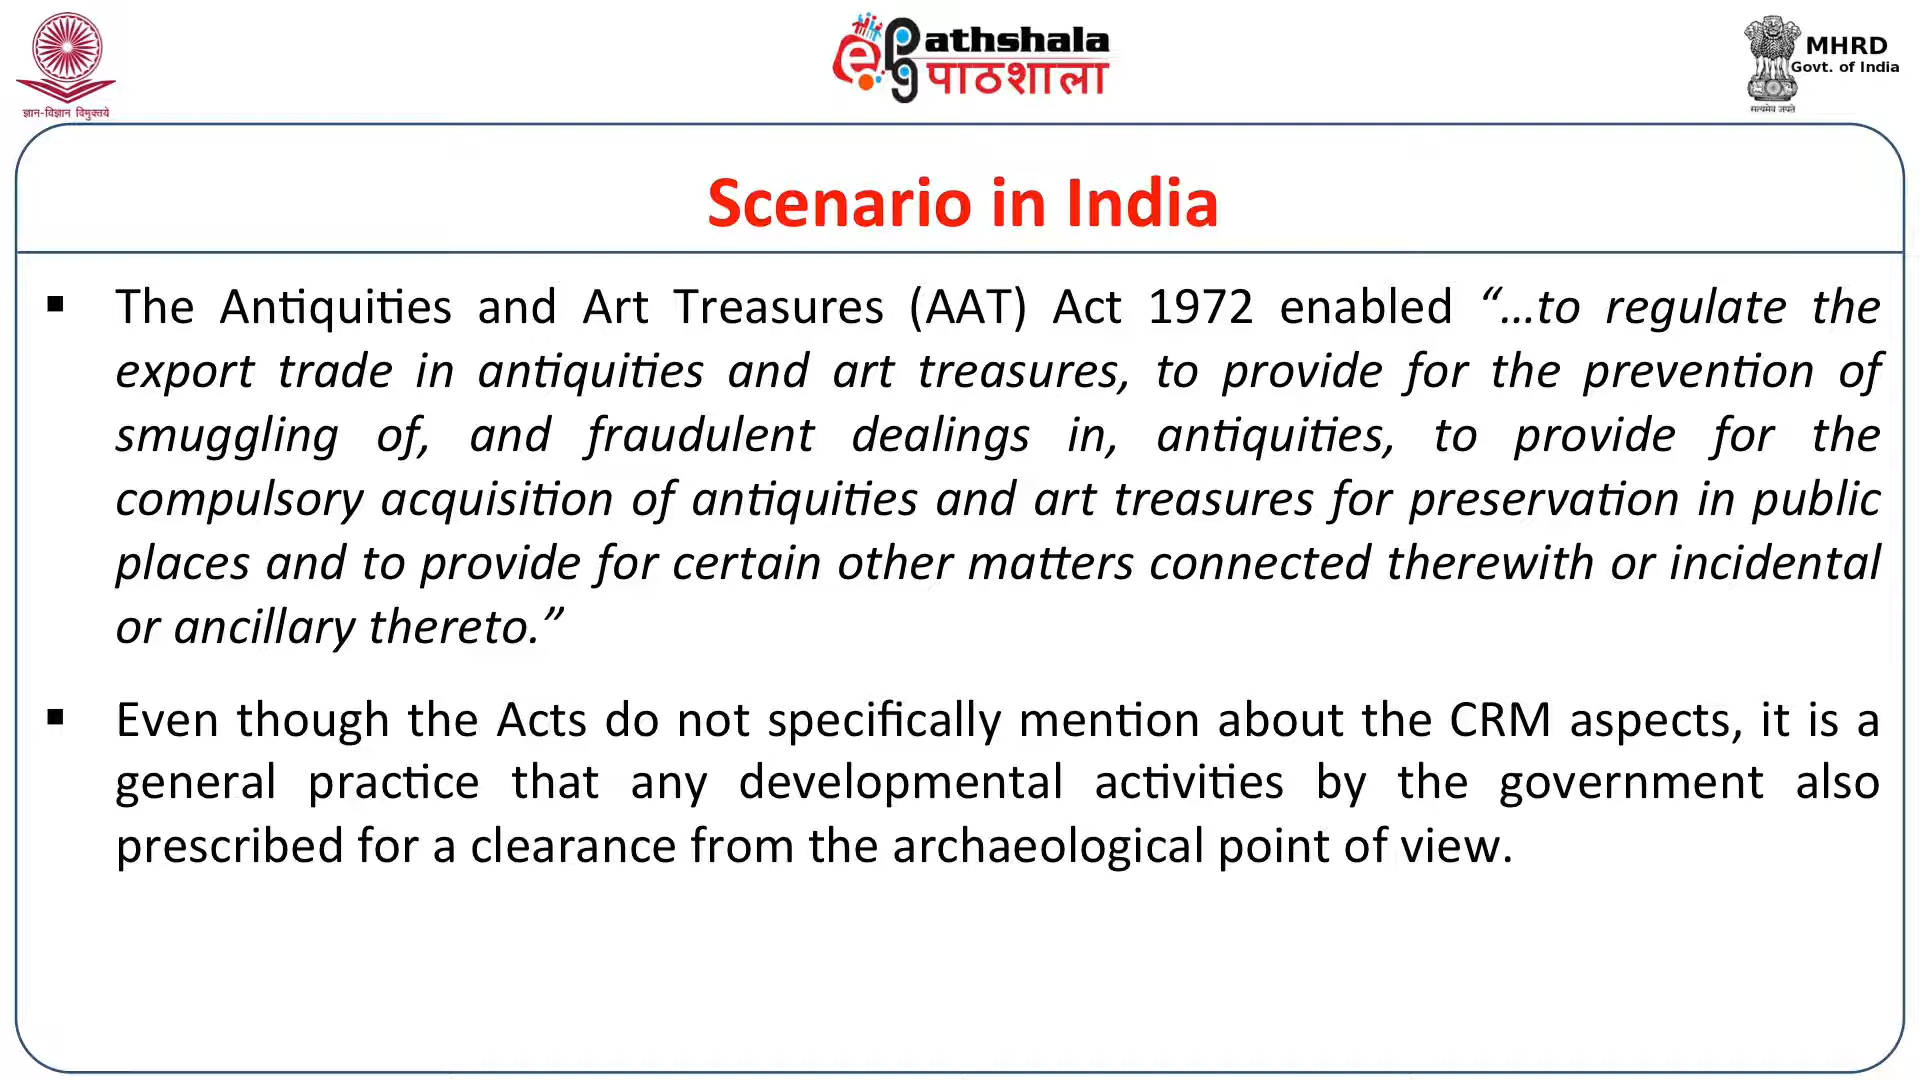 ज्ञान-विज्ञान विमुक्तये
ePG Pathshala
पाठशाला
MHRD
Govt. of India
सत्यमेव जयते
Scenario in India
▪ The Antiquities and Art Treasures (AAT) Act 1972 enabled “…to regulate the
export trade in antiquities and art treasures, to provide for the prevention of
smuggling of, and fraudulent dealings in, antiquities, to provide for the
compulsory acquisition of antiquities and art treasures for preservation in public
places and to provide for certain other matters connected therewith or incidental
or ancillary thereto.”
▪ Even though the Acts do not specifically mention about the CRM aspects, it is a
general practice that any developmental activities by the government also
prescribed for a clearance from the archaeological point of view.